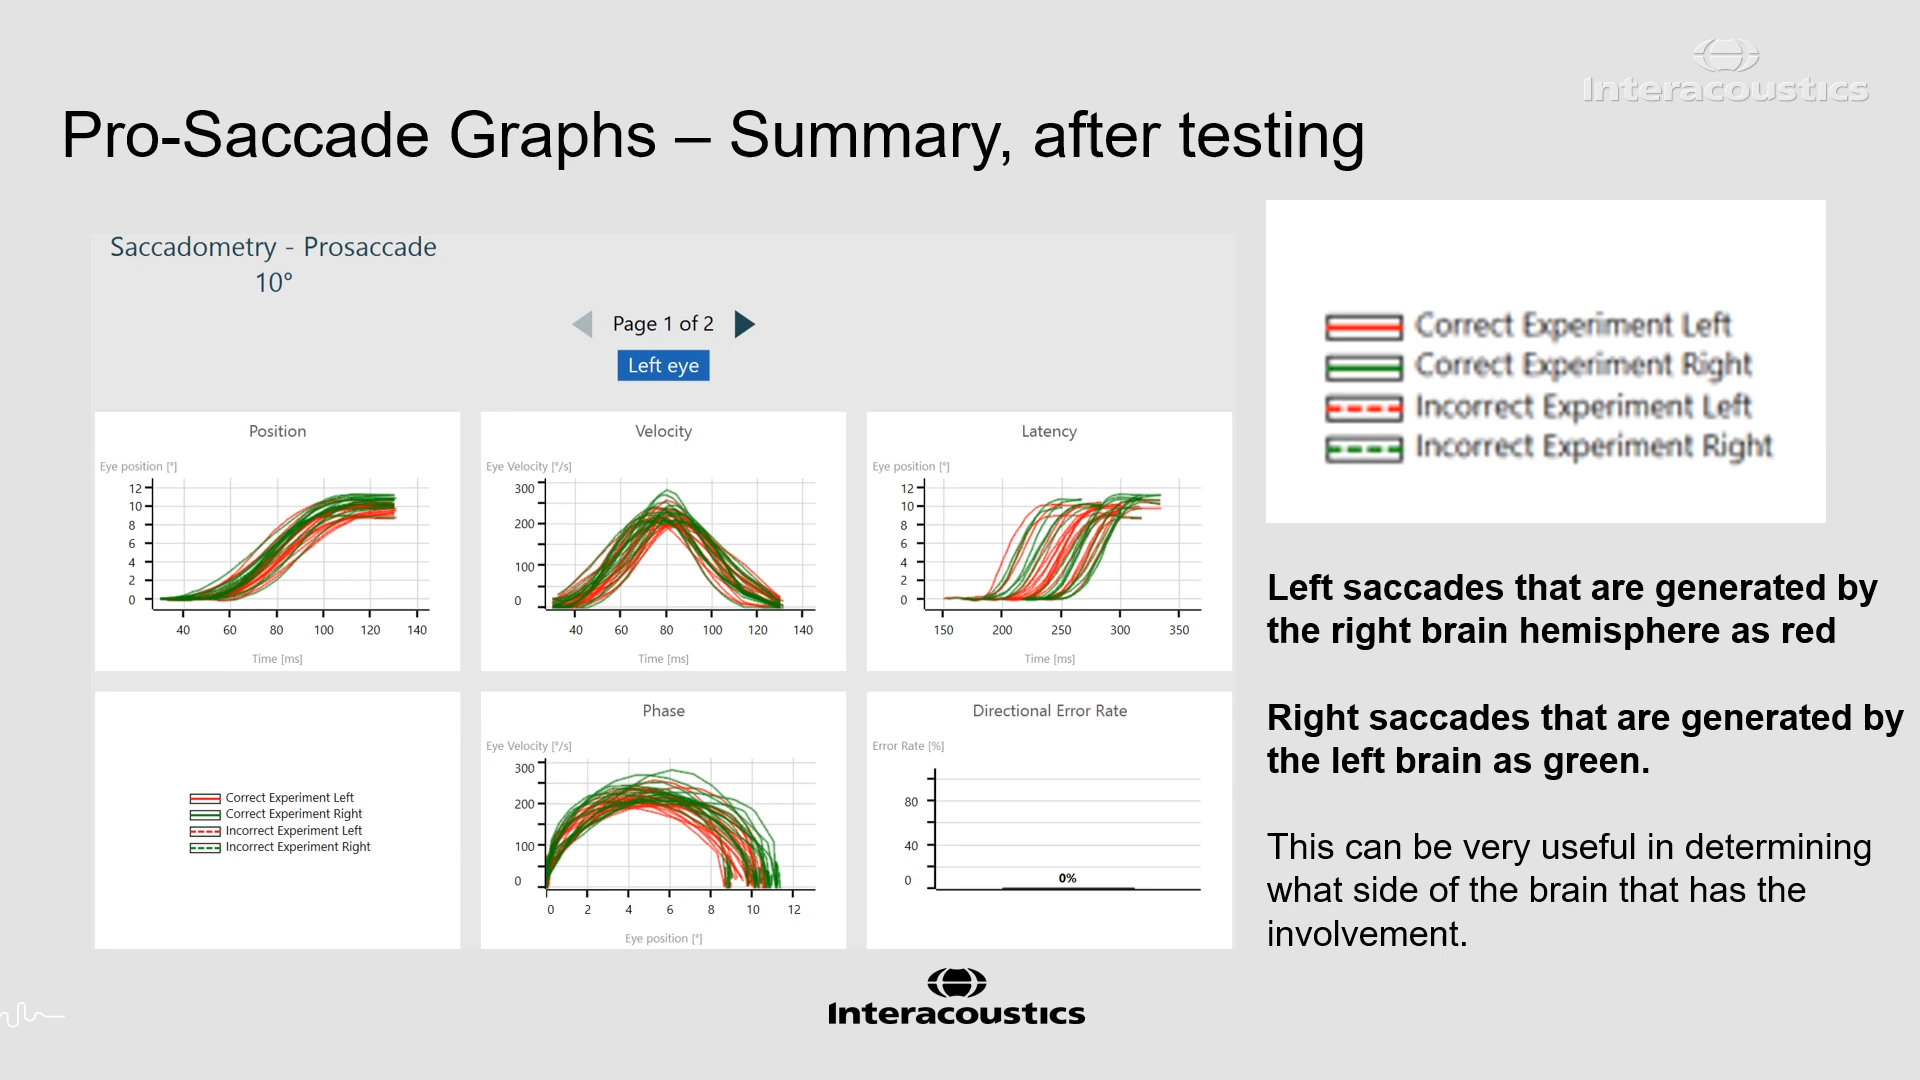 Interacoustics
Pro-Saccade Graphs – Summary, after testing
Saccadometry - Prosaccade
10°
Page 1 of 2
Left eye
Position
Eye position [°]
12
10
8
6
4
2
0
40 60 80 100 120 140
Time [ms]
Velocity
Eye Velocity [°/s]
300
200
100
0
40 60 80 100 120 140
Time [ms]
Latency
Eye position [°]
12
10
8
6
4
2
0
150 200 250 300 350
Time [ms]
Correct Experiment Left
Correct Experiment Right
Incorrect Experiment Left
Incorrect Experiment Right
Phase
Eye Velocity [°/s]
300
200
100
0
0 2 4 6 8 10 12
Eye position [°]
Directional Error Rate
Error Rate [%]
80
40
0
0%
Correct Experiment Left
Correct Experiment Right
Incorrect Experiment Left
Incorrect Experiment Right
Left saccades that are generated by
the right brain hemisphere as red
Right saccades that are generated by
the left brain as green.
This can be very useful in determining
what side of the brain that has the
involvement.
Interacoustics